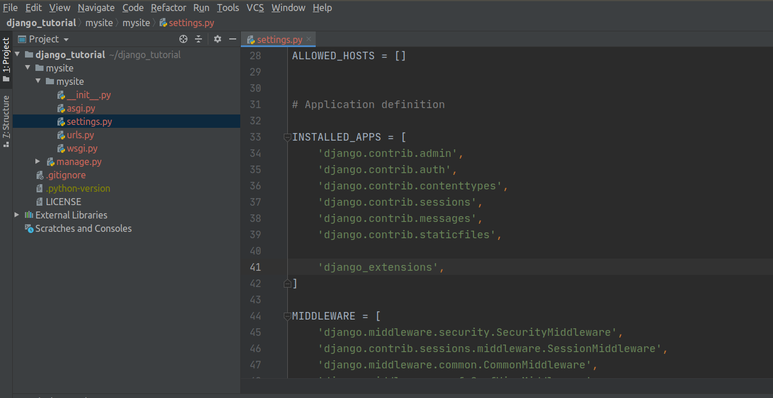 File Edit View Navigate Code Refactor Run Tools VCS Window Help
django_tutorial mysite mysite settings.py
1: Project
Z: Structure
Project
django_tutorial ~/django_tutorial
mysite
mysite
__init__.py
asgi.py
settings.py
urls.py
wsgi.py
manage.py
.gitignore
.python-version
LICENSE
External Libraries
Scratches and Consoles
settings.py
28 ALLOWED_HOSTS = []
29
30
31 # Application definition
32
33 INSTALLED_APPS = [
34 'django.contrib.admin',
35 'django.contrib.auth',
36 'django.contrib.contenttypes',
37 'django.contrib.sessions',
38 'django.contrib.messages',
39 'django.contrib.staticfiles',
40
41 'django_extensions',
42 ]
43
44 MIDDLEWARE = [
45 'django.middleware.security.SecurityMiddleware',
46 'django.contrib.sessions.middleware.SessionMiddleware',
47 'django.middleware.common.CommonMiddleware',